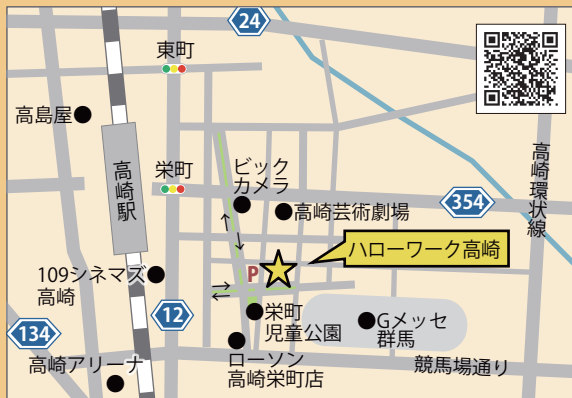 24
東町
高島屋
高崎駅
栄町
ビック
カメラ
高崎芸術劇場
354
高崎環状線
ハローワーク高崎
P
109シネマズ
高崎
12
栄町
児童公園
Gメッセ
群馬
134
高崎アリーナ
ローソン
高崎栄町店
競馬場通り